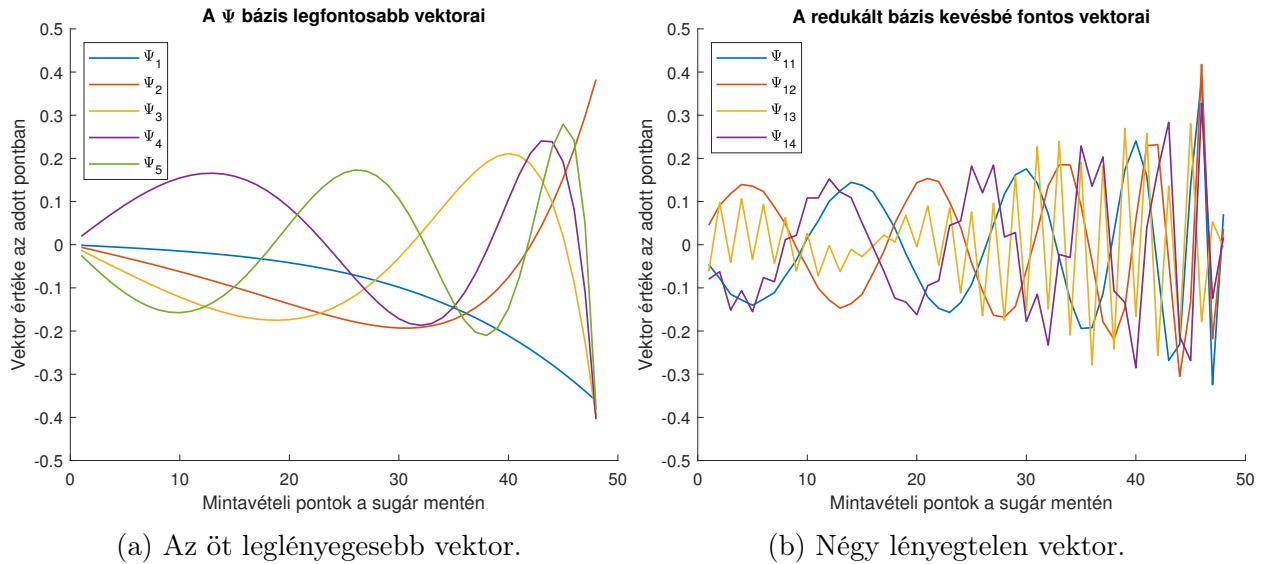 A Ψ bázis legfontosabb vektorai
Vektor értéke az adott pontban
0.5
0.4
0.3
0.2
0.1
0
-0.1
-0.2
-0.3
-0.4
-0.5
Ψ1
Ψ2
Ψ3
Ψ4
Ψ5
0 10 20 30 40 50
Mintavételi pontok a sugár mentén
(a) Az öt leglényegesebb vektor.
A redukált bázis kevésbé fontos vektorai
Vektor értéke az adott pontban
0.5
0.4
0.3
0.2
0.1
0
-0.1
-0.2
-0.3
-0.4
-0.5
Ψ11
Ψ12
Ψ13
Ψ14
0 10 20 30 40 50
Mintavételi pontok a sugár mentén
(b) Négy lényegtelen vektor.